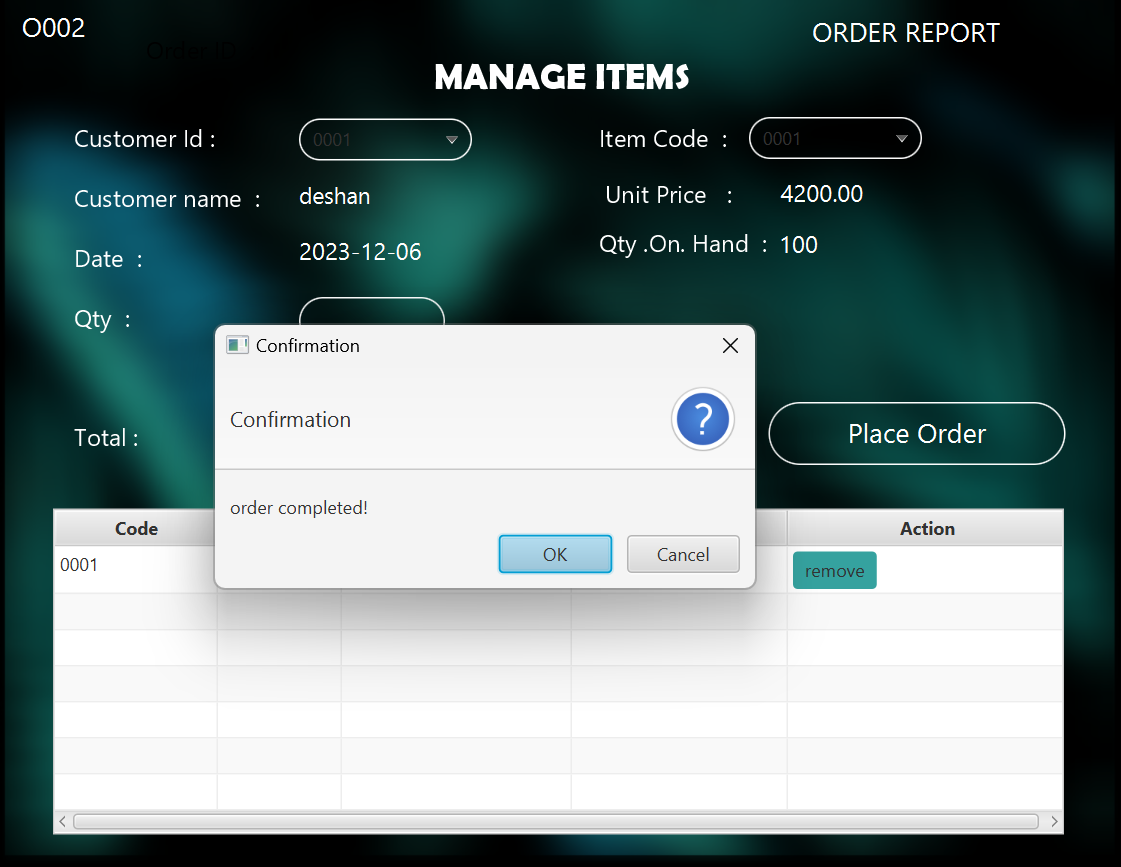 O002
Order ID
ORDER REPORT
MANAGE ITEMS
Customer Id :
0001
Item Code :
0001
Customer name :
deshan
Unit Price :
4200.00
Date :
2023-12-06
Qty .On. Hand :
100
Qty :
Confirmation
Confirmation
?
Total :
Place Order
order completed!
OK
Cancel
Code
Action
0001
remove